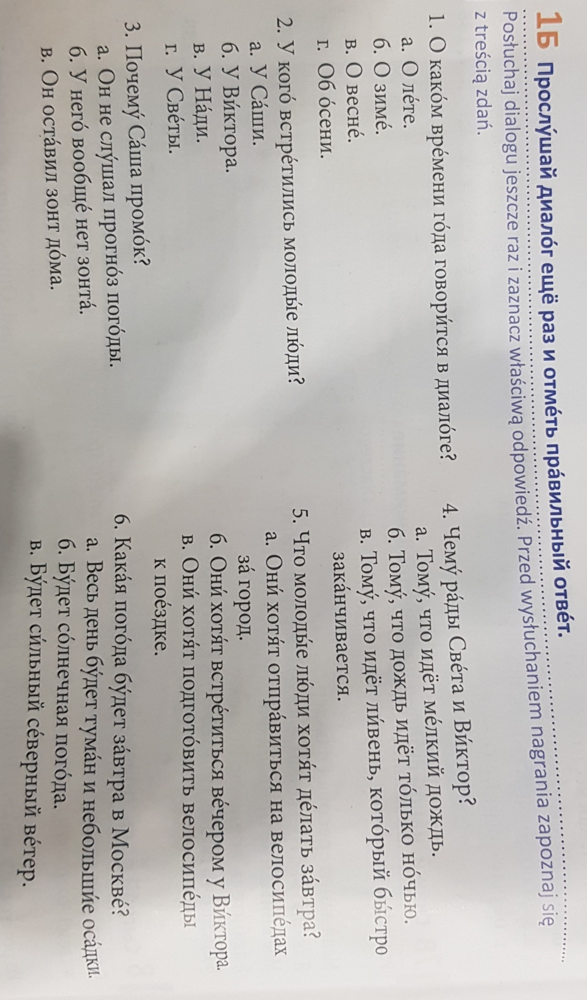 1Б Прослу́шай диало́г ещё раз и отме́ть пра́вильный отве́т.
Posłuchaj dialogu jeszcze raz i zaznacz właściwą odpowiedź. Przed wysłuchaniem nagrania zapoznaj się
z treścią zdań.
1. О како́м вре́мени го́да говори́тся в диало́ге?
а. О ле́те.
б. О зиме́.
в. О весне́.
г. Об о́сени.
2. У кого́ встре́тились молоды́е лю́ди?
а. У Са́ши.
б. У Ви́ктора.
в. У На́ди.
г. У Све́ты.
3. Почему́ Са́ша промо́к?
а. Он не слу́шал прогно́з пого́ды.
б. У него́ вообще́ нет зонта́.
в. Он оста́вил зонт до́ма.
4. Чему́ ра́ды Све́та и Ви́ктор?
а. Тому́, что идёт ме́лкий дождь.
б. Тому́, что дождь идёт то́лько но́чью.
в. Тому́, что идёт ли́вень, кото́рый бы́стро
зака́нчивается.
5. Что молоды́е лю́ди хотя́т де́лать за́втра?
а. Они́ хотя́т отпра́виться на велосипе́дах
за́ город.
б. Они́ хотя́т встре́титься ве́чером у Ви́ктора.
в. Они́ хотя́т подгото́вить велосипе́ды
к пое́здке.
6. Кака́я пого́да бу́дет за́втра в Москве́?
а. Весь день бу́дет тума́н и небольши́е оса́дки.
б. Бу́дет со́лнечная пого́да.
в. Бу́дет си́льный се́верный ве́тер.